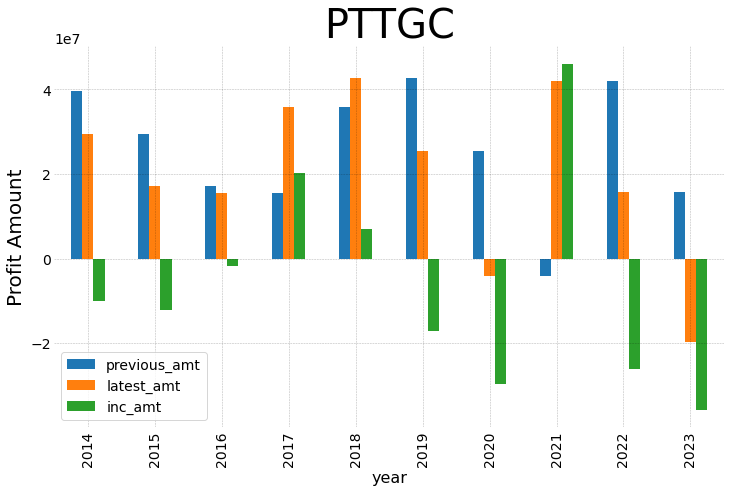 PTTGC
1e7
Profit Amount
4
2
0
−2
previous_amt
latest_amt
inc_amt
2014 2015 2016 2017 2018 2019 2020 2021 2022 2023
year